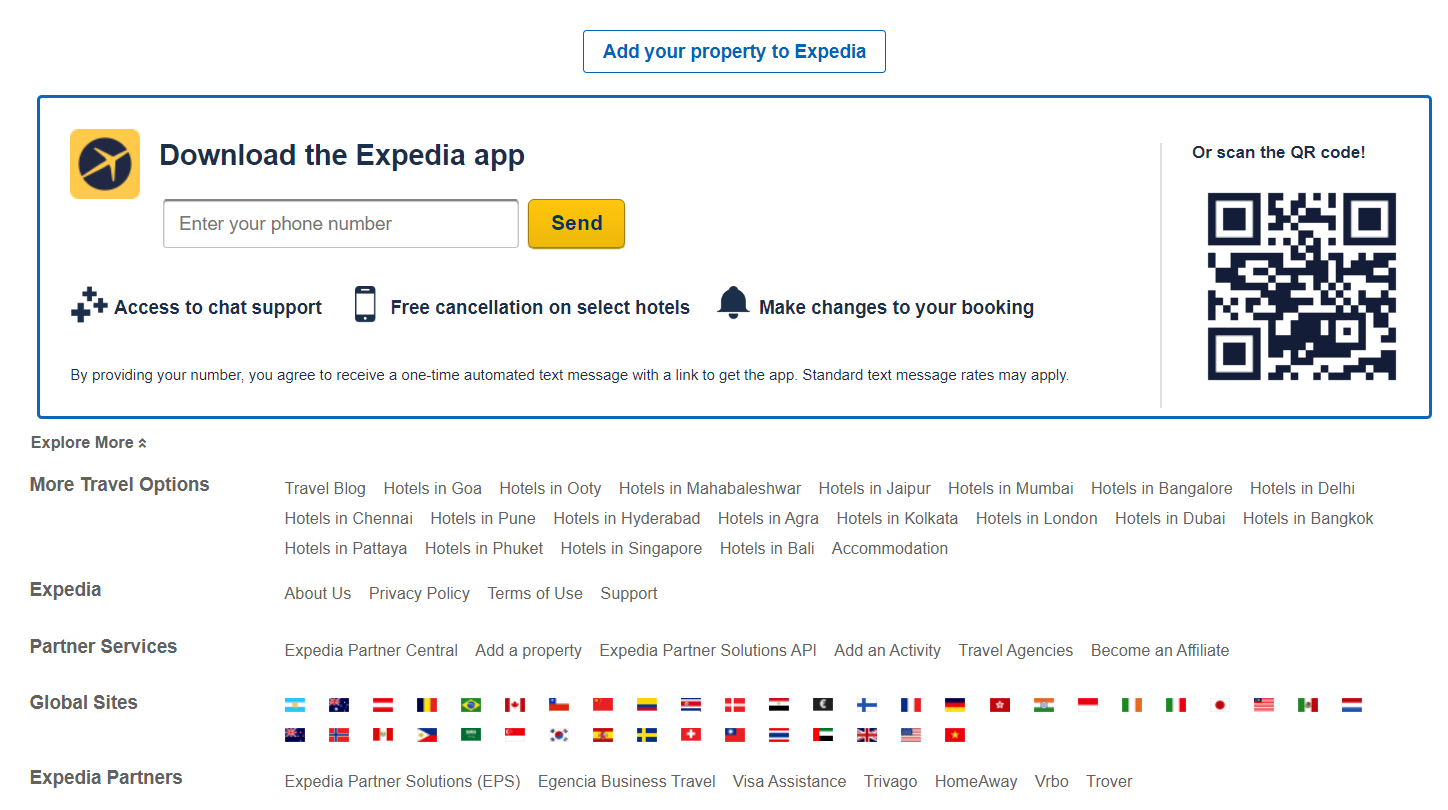 Add your property to Expedia
Download the Expedia app
Or scan the QR code!
Enter your phone number
Send
Access to chat support
Free cancellation on select hotels
Make changes to your booking
By providing your number, you agree to receive a one-time automated text message with a link to get the app. Standard text message rates may apply.
Explore More
More Travel Options
Travel Blog Hotels in Goa Hotels in Ooty Hotels in Mahabaleshwar Hotels in Jaipur Hotels in Mumbai Hotels in Bangalore Hotels in Delhi
Hotels in Chennai Hotels in Pune Hotels in Hyderabad Hotels in Agra Hotels in Kolkata Hotels in London Hotels in Dubai Hotels in Bangkok
Hotels in Pattaya Hotels in Phuket Hotels in Singapore Hotels in Bali Accommodation
Expedia
About Us Privacy Policy Terms of Use Support
Partner Services
Expedia Partner Central Add a property Expedia Partner Solutions API Add an Activity Travel Agencies Become an Affiliate
Global Sites
Expedia Partners
Expedia Partner Solutions (EPS) Egencia Business Travel Visa Assistance Trivago HomeAway Vrbo Trover